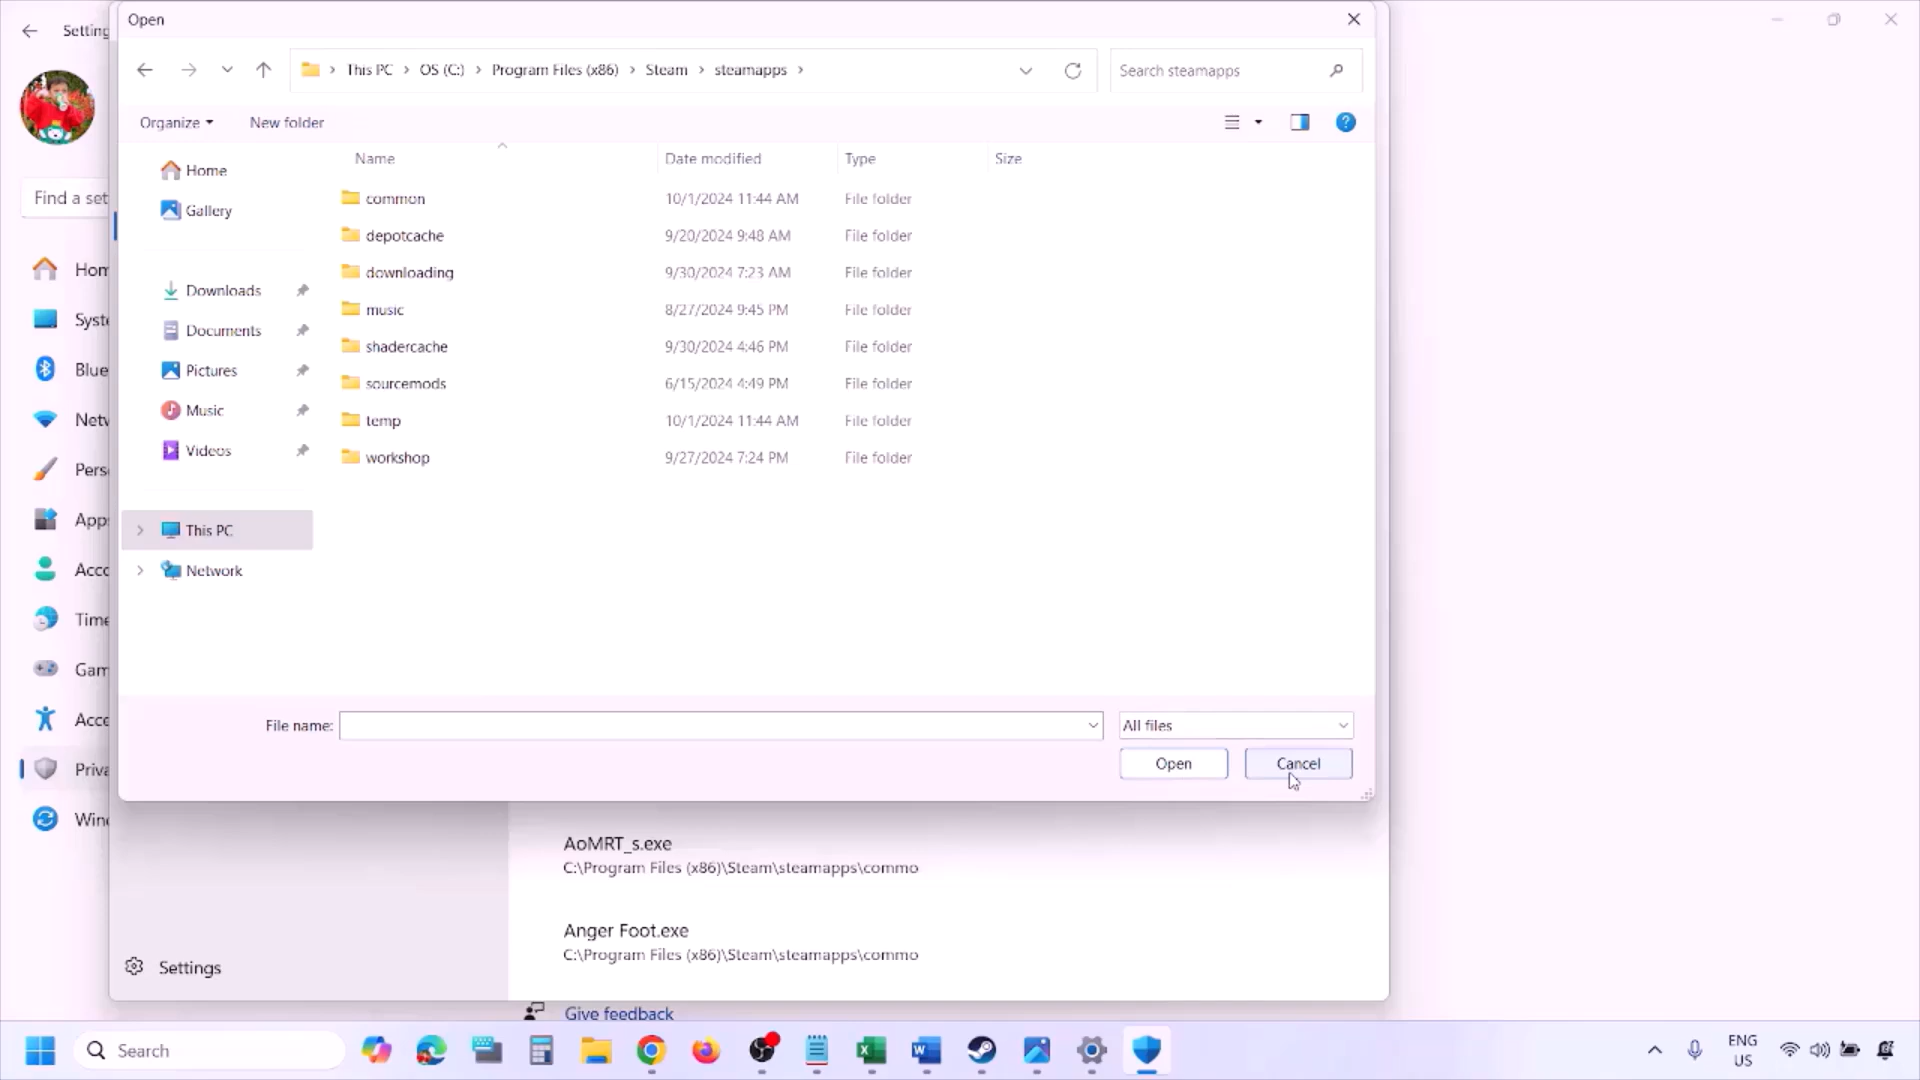 Setting
Open
This PC
OS (C:)
Program Files (x86)
Steam
steamapps
Search steamapps
Organize
New folder
Name
Date modified
Type
Size
Home
Gallery
Downloads
Documents
Pictures
Music
Videos
This PC
Network
common 10/1/2024 11:44 AM File folder
depotcache 9/20/2024 9:48 AM File folder
downloading 9/30/2024 7:23 AM File folder
music 8/27/2024 9:45 PM File folder
shadercache 9/30/2024 4:46 PM File folder
sourcemods 6/15/2024 4:49 PM File folder
temp 10/1/2024 11:44 AM File folder
workshop 9/27/2024 7:24 PM File folder
File name:
All files
Open
Cancel
Find a set
Hom
Syste
Blue
Netw
Perso
Apps
Acco
Time
Gam
Acce
Priva
Wind
AoMRT_s.exe
C:\Program Files (x86)\Steam\steamapps\commo
Anger Foot.exe
C:\Program Files (x86)\Steam\steamapps\commo
Settings
Give feedback
Search
ENG
US